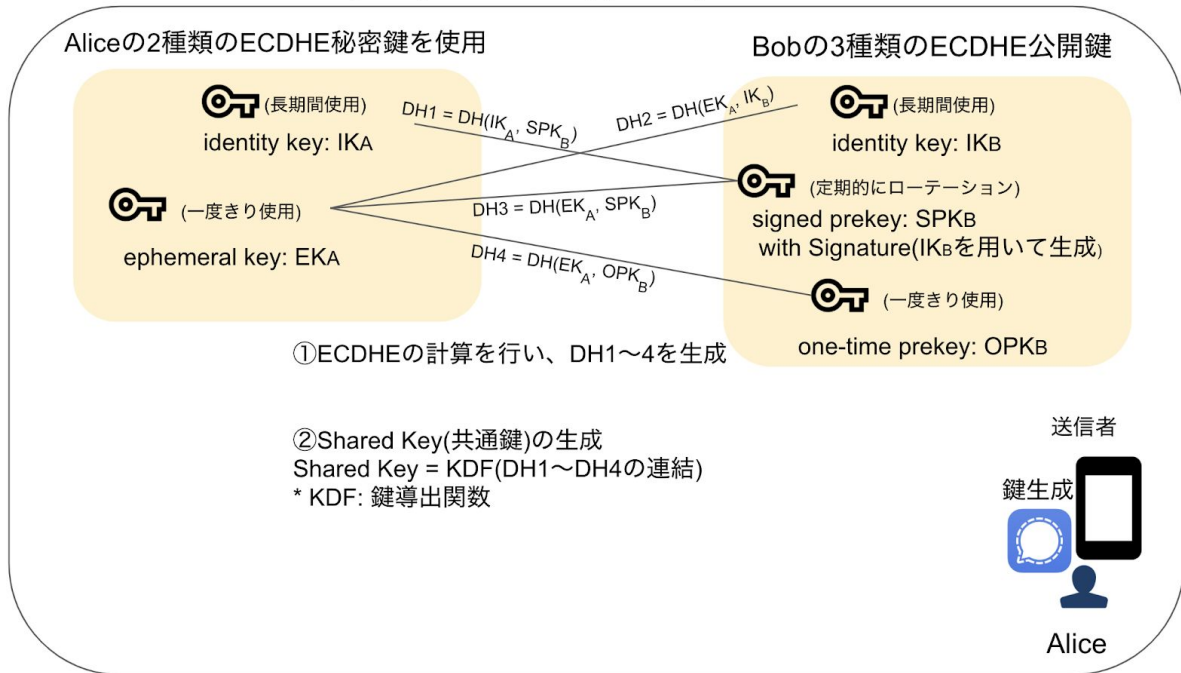 Aliceの2種類のECDHE秘密鍵を使用
(長期間使用)
identity key: IKA
(一度きり使用)
ephemeral key: EKA
DH1 = DH(IK_A, SPK_B)
DH2 = DH(EK_A, IK_B)
DH3 = DH(EK_A, SPK_B)
DH4 = DH(EK_A, OPK_B)
Bobの3種類のECDHE公開鍵
(長期間使用)
identity key: IKB
(定期的にローテーション)
signed prekey: SPKB
with Signature(IKBを用いて生成)
(一度きり使用)
one-time prekey: OPKB
①ECDHEの計算を行い、DH1〜4を生成
②Shared Key(共通鍵)の生成
Shared Key = KDF(DH1〜DH4の連結)
* KDF: 鍵導出関数
送信者
鍵生成
Alice